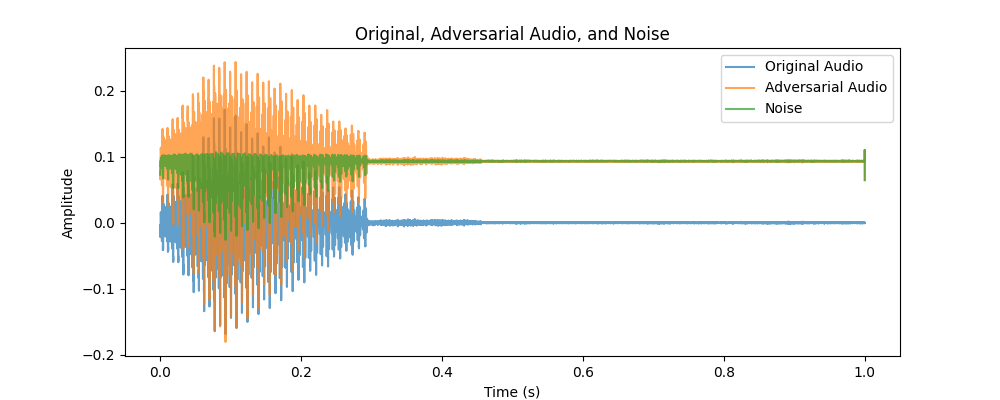 Original, Adversarial Audio, and Noise
Original Audio
Adversarial Audio
Noise
Amplitude
0.2
0.1
0.0
−0.1
−0.2
0.0 0.2 0.4 0.6 0.8 1.0
Time (s)